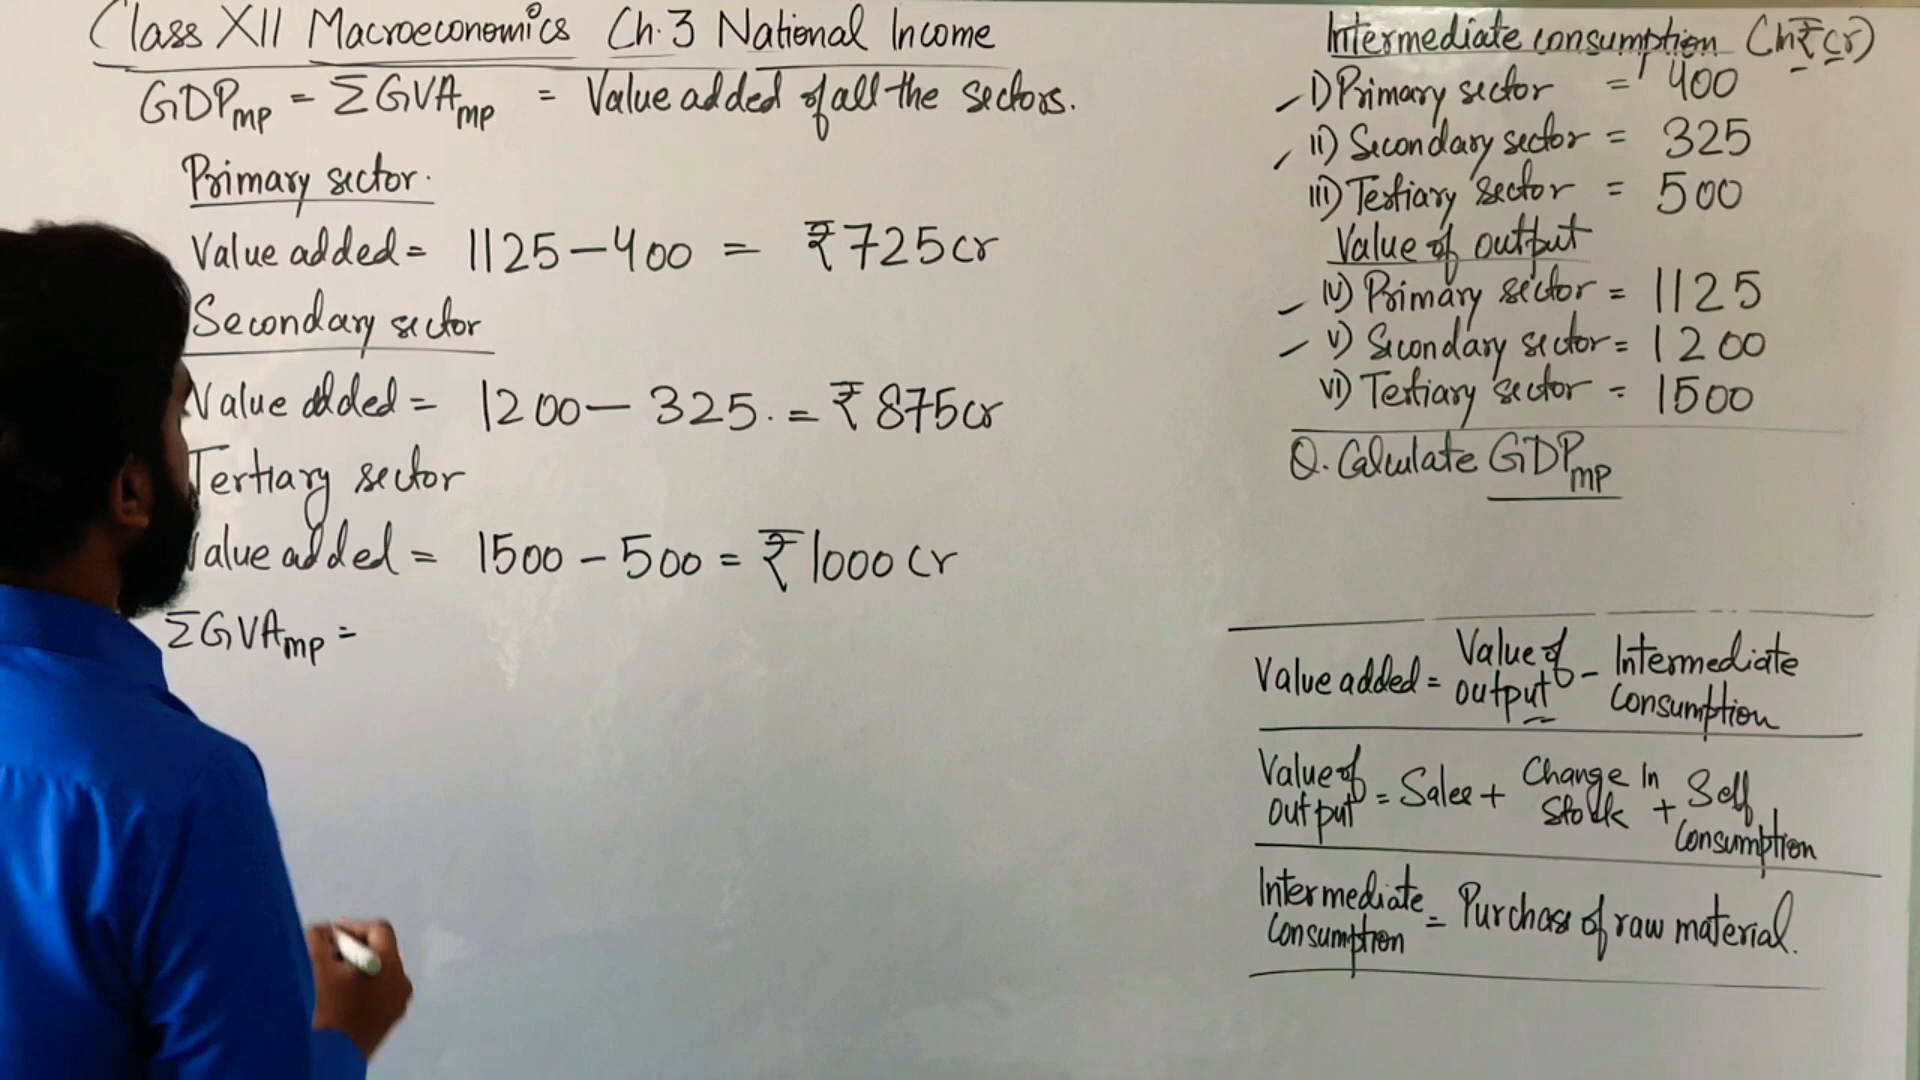 Class XII Macroeconomics Ch.3 National Income
GDPmp = ΣGVAmp = Value added of all the sectors.
Primary sector.
Value added = 1125 - 400 = ₹725cr
Secondary sector
Value added = 1200 - 325. = ₹875cr
Tertiary sector
Value added = 1500 - 500 = ₹1000 cr
ΣGVAmp =
Intermediate consumption (In ₹ cr)
I) Primary sector = 400
II) Secondary sector = 325
III) Tertiary sector = 500
Value of output
IV) Primary sector = 1125
V) Secondary sector = 1200
VI) Tertiary sector = 1500
Q. Calculate GDPmp
Value added = Value of output - Intermediate consumption
Value of output = Sales + Change in Stock + Self consumption
Intermediate consumption = Purchase of raw material.